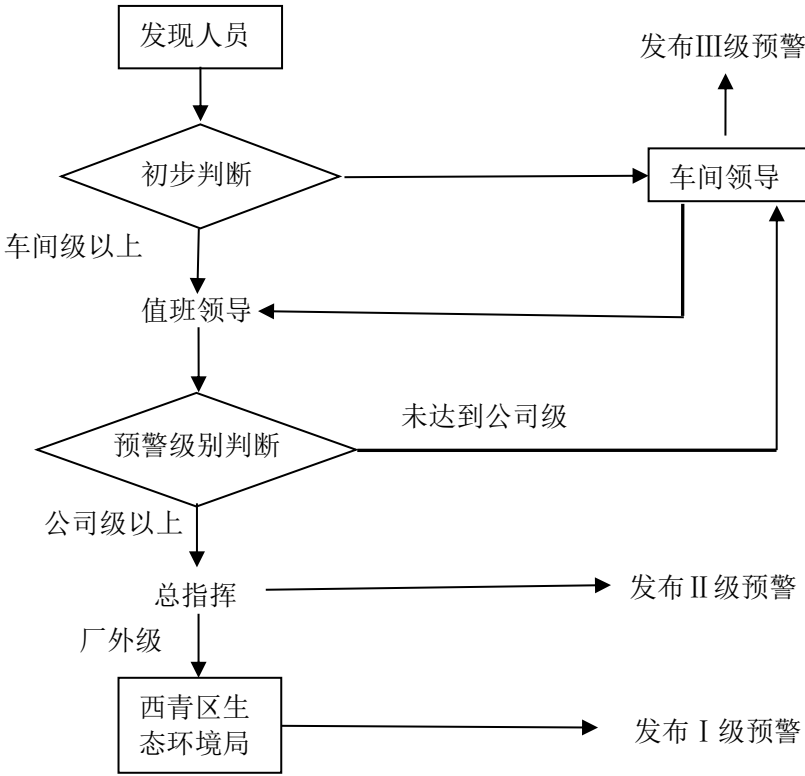 发现人员
发布Ⅲ级预警
初步判断
车间领导
车间级以上
值班领导
未达到公司级
预警级别判断
公司级以上
总指挥
发布Ⅱ级预警
厂外级
西青区生
态环境局
发布Ⅰ级预警